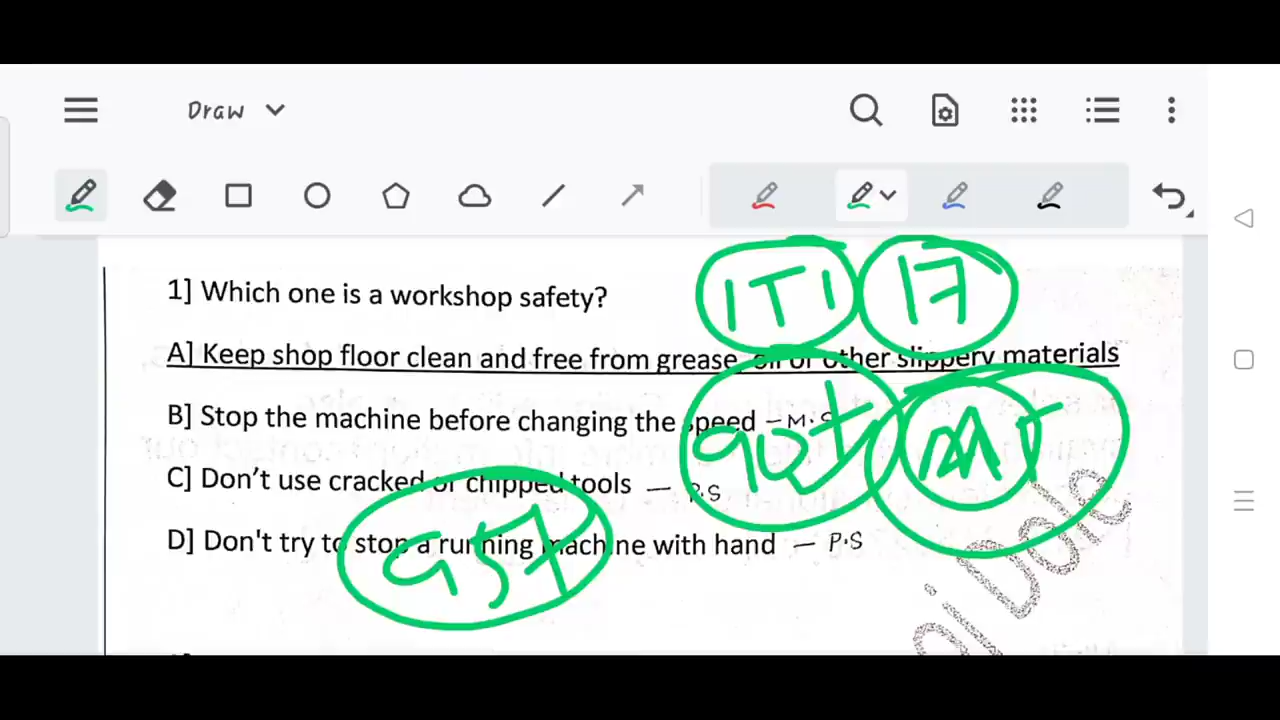 Draw
1] Which one is a workshop safety?
ITI 17
A] Keep shop floor clean and free from grease, oil or other slippery materials
B] Stop the machine before changing the speed – M.S
90+
C] Don't use cracked or chipped tools – P.S
D] Don't try to stop a running machine with hand – P.S
Dole